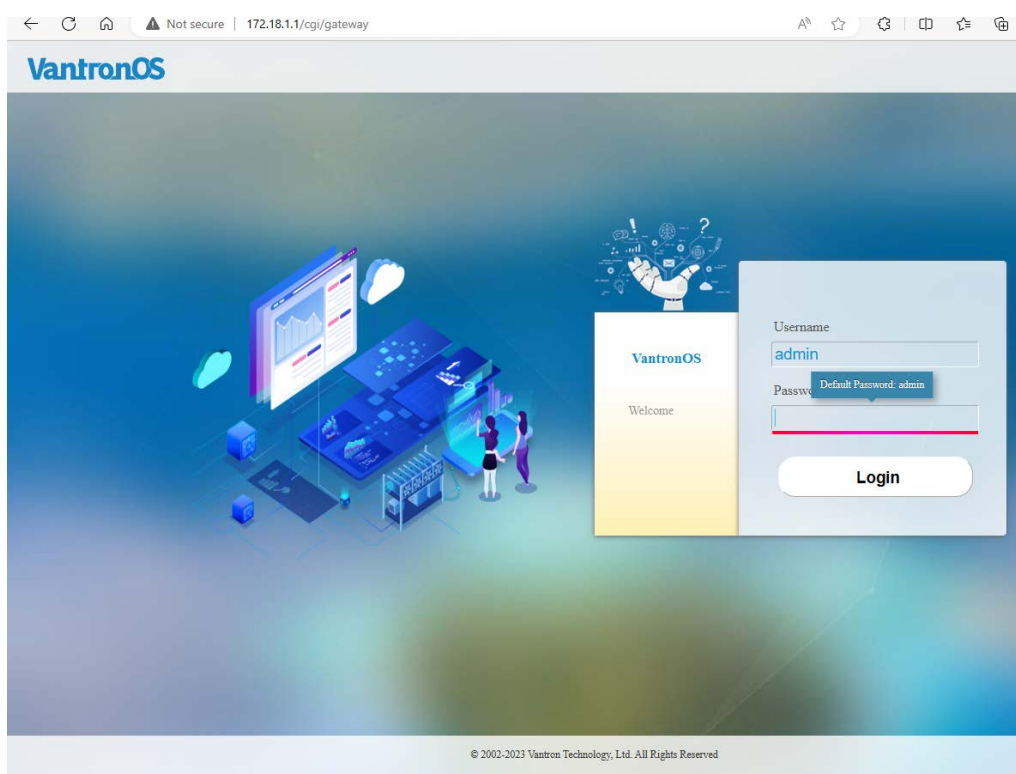 Not secure 172.18.1.1/cgi/gateway
VantronOS
Username
admin
Default Password: admin
VantronOS
Welcome
Login
© 2002-2023 Vantron Technology, Ltd. All Rights Reserved